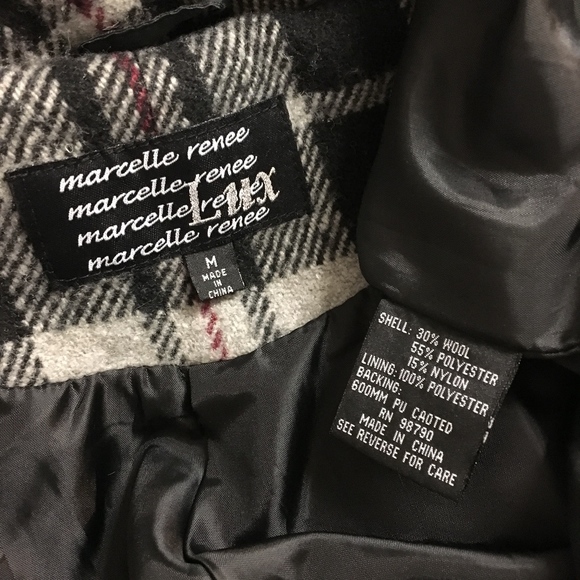 marcelle renee
marcelle renee
marcelle renee
Lux
marcelle renee
M
MADE
IN
CHINA
SHELL: 30% WOOL
55% POLYESTER
15% NYLON
LINING: 100% POLYESTER
BACKING:
600MM PU CAOTED
RN 98790
MADE IN CHINA
SEE REVERSE FOR CARE